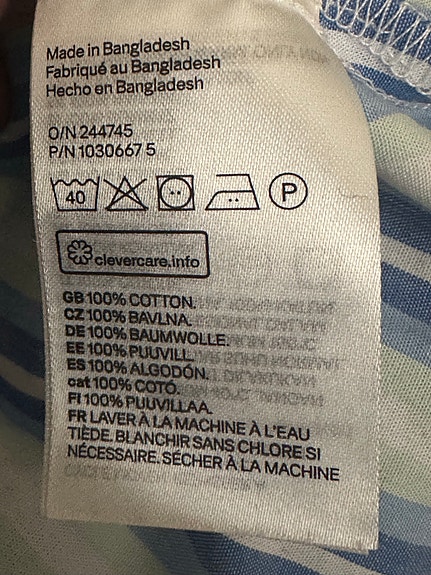 Made in Bangladesh
Fabriqué au Bangladesh
Hecho en Bangladesh
O/N 244745
P/N 1030667 5
40
P
clevercare.info
GB 100% COTTON.
CZ 100% BAVLNA.
DE 100% BAUMWOLLE.
EE 100% PUUVILL.
ES 100% ALGODÓN.
cat 100% COTÓ.
FI 100% PUUVILLAA.
FR LAVER À LA MACHINE À L'EAU
TIÈDE. BLANCHIR SANS CHLORE SI
NÉCESSAIRE. SÉCHER À LA MACHINE